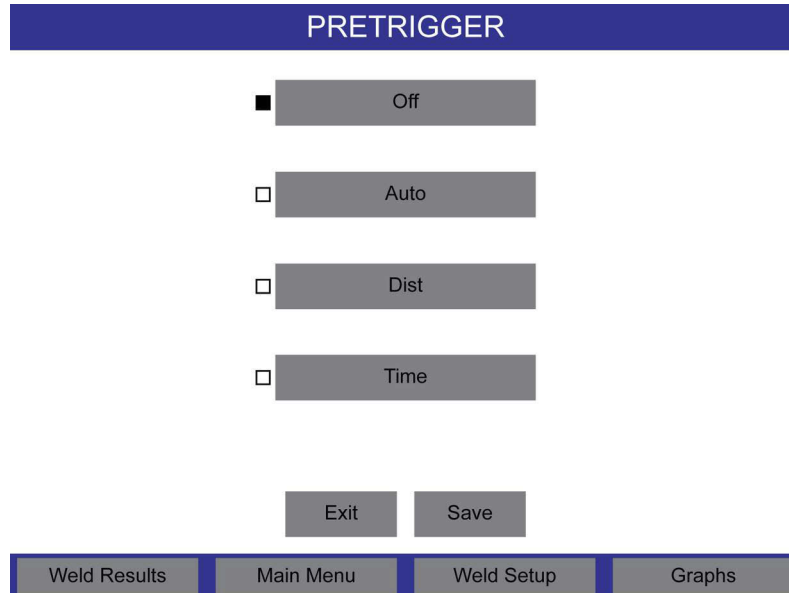 PRETRIGGER
Off
Auto
Dist
Time
Exit Save
Weld Results Main Menu Weld Setup Graphs